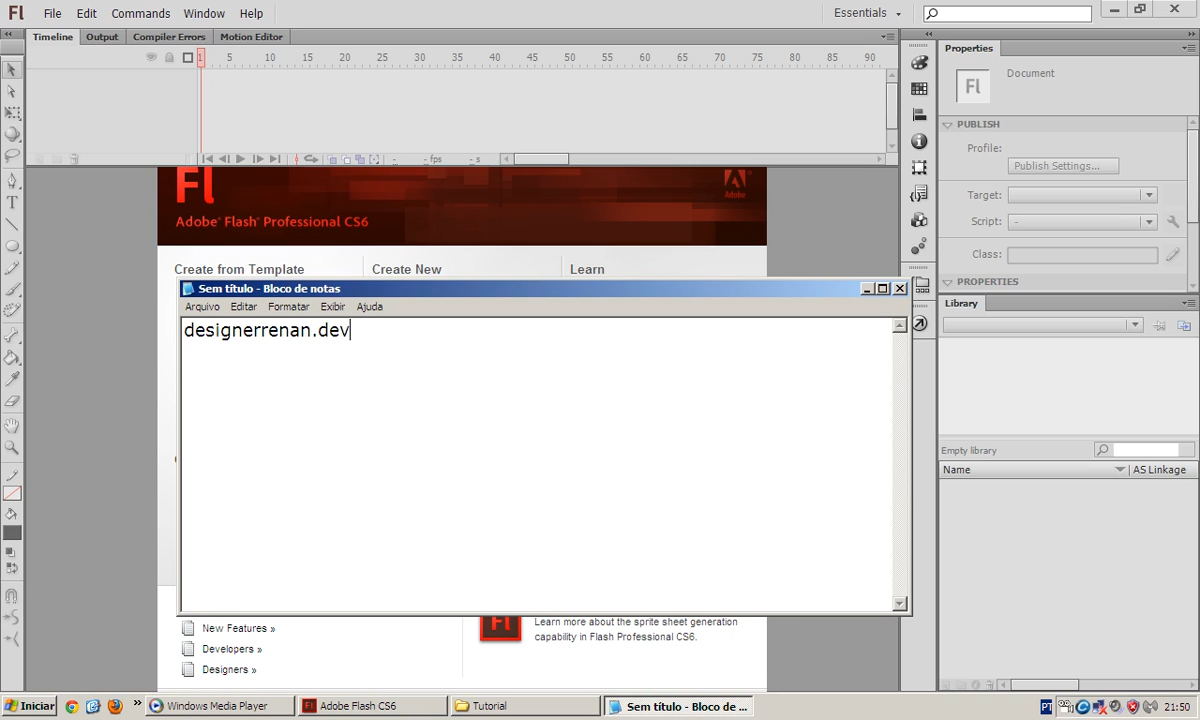 Fl File Edit Commands Window Help Essentials
Timeline Output Compiler Errors Motion Editor
1 5 10 15 20 25 30 35 40 45 50 55 60 65 70 75 80 85 90
- - fps - s
Properties
Fl Document
PUBLISH
Profile:
Publish Settings...
Target:
Script: -
Class:
PROPERTIES
Library
Empty library
Name AS Linkage
Fl
Adobe
Adobe® Flash® Professional CS6
Create from Template Create New Learn
Sem título - Bloco de notas
Arquivo Editar Formatar Exibir Ajuda
designerrenan.dev
New Features »
Developers »
Designers »
Fl
Learn more about the sprite sheet generation
capability in Flash Professional CS6.
Iniciar » Windows Media Player Adobe Flash CS6 Tutorial Sem título - Bloco de ... PT 21:50